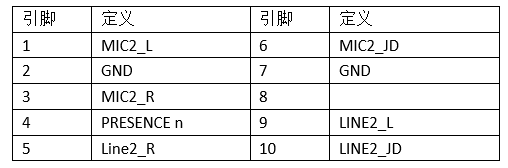 引脚 定义 引脚 定义
1 MIC2_L 6 MIC2_JD
2 GND 7 GND
3 MIC2_R 8
4 PRESENCE n 9 LINE2_L
5 Line2_R 10 LINE2_JD